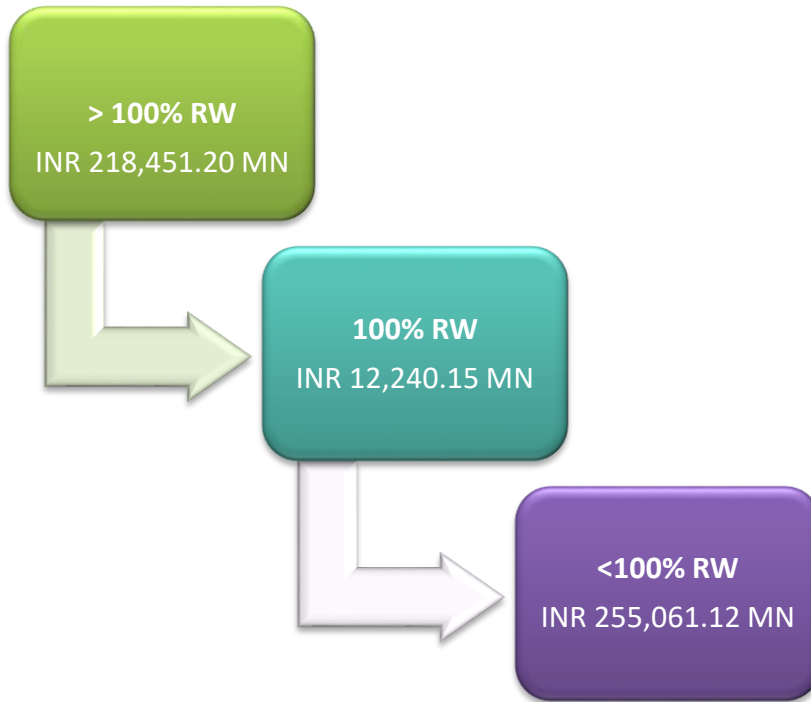 > 100% RW
INR 218,451.20 MN
100% RW
INR 12,240.15 MN
<100% RW
INR 255,061.12 MN